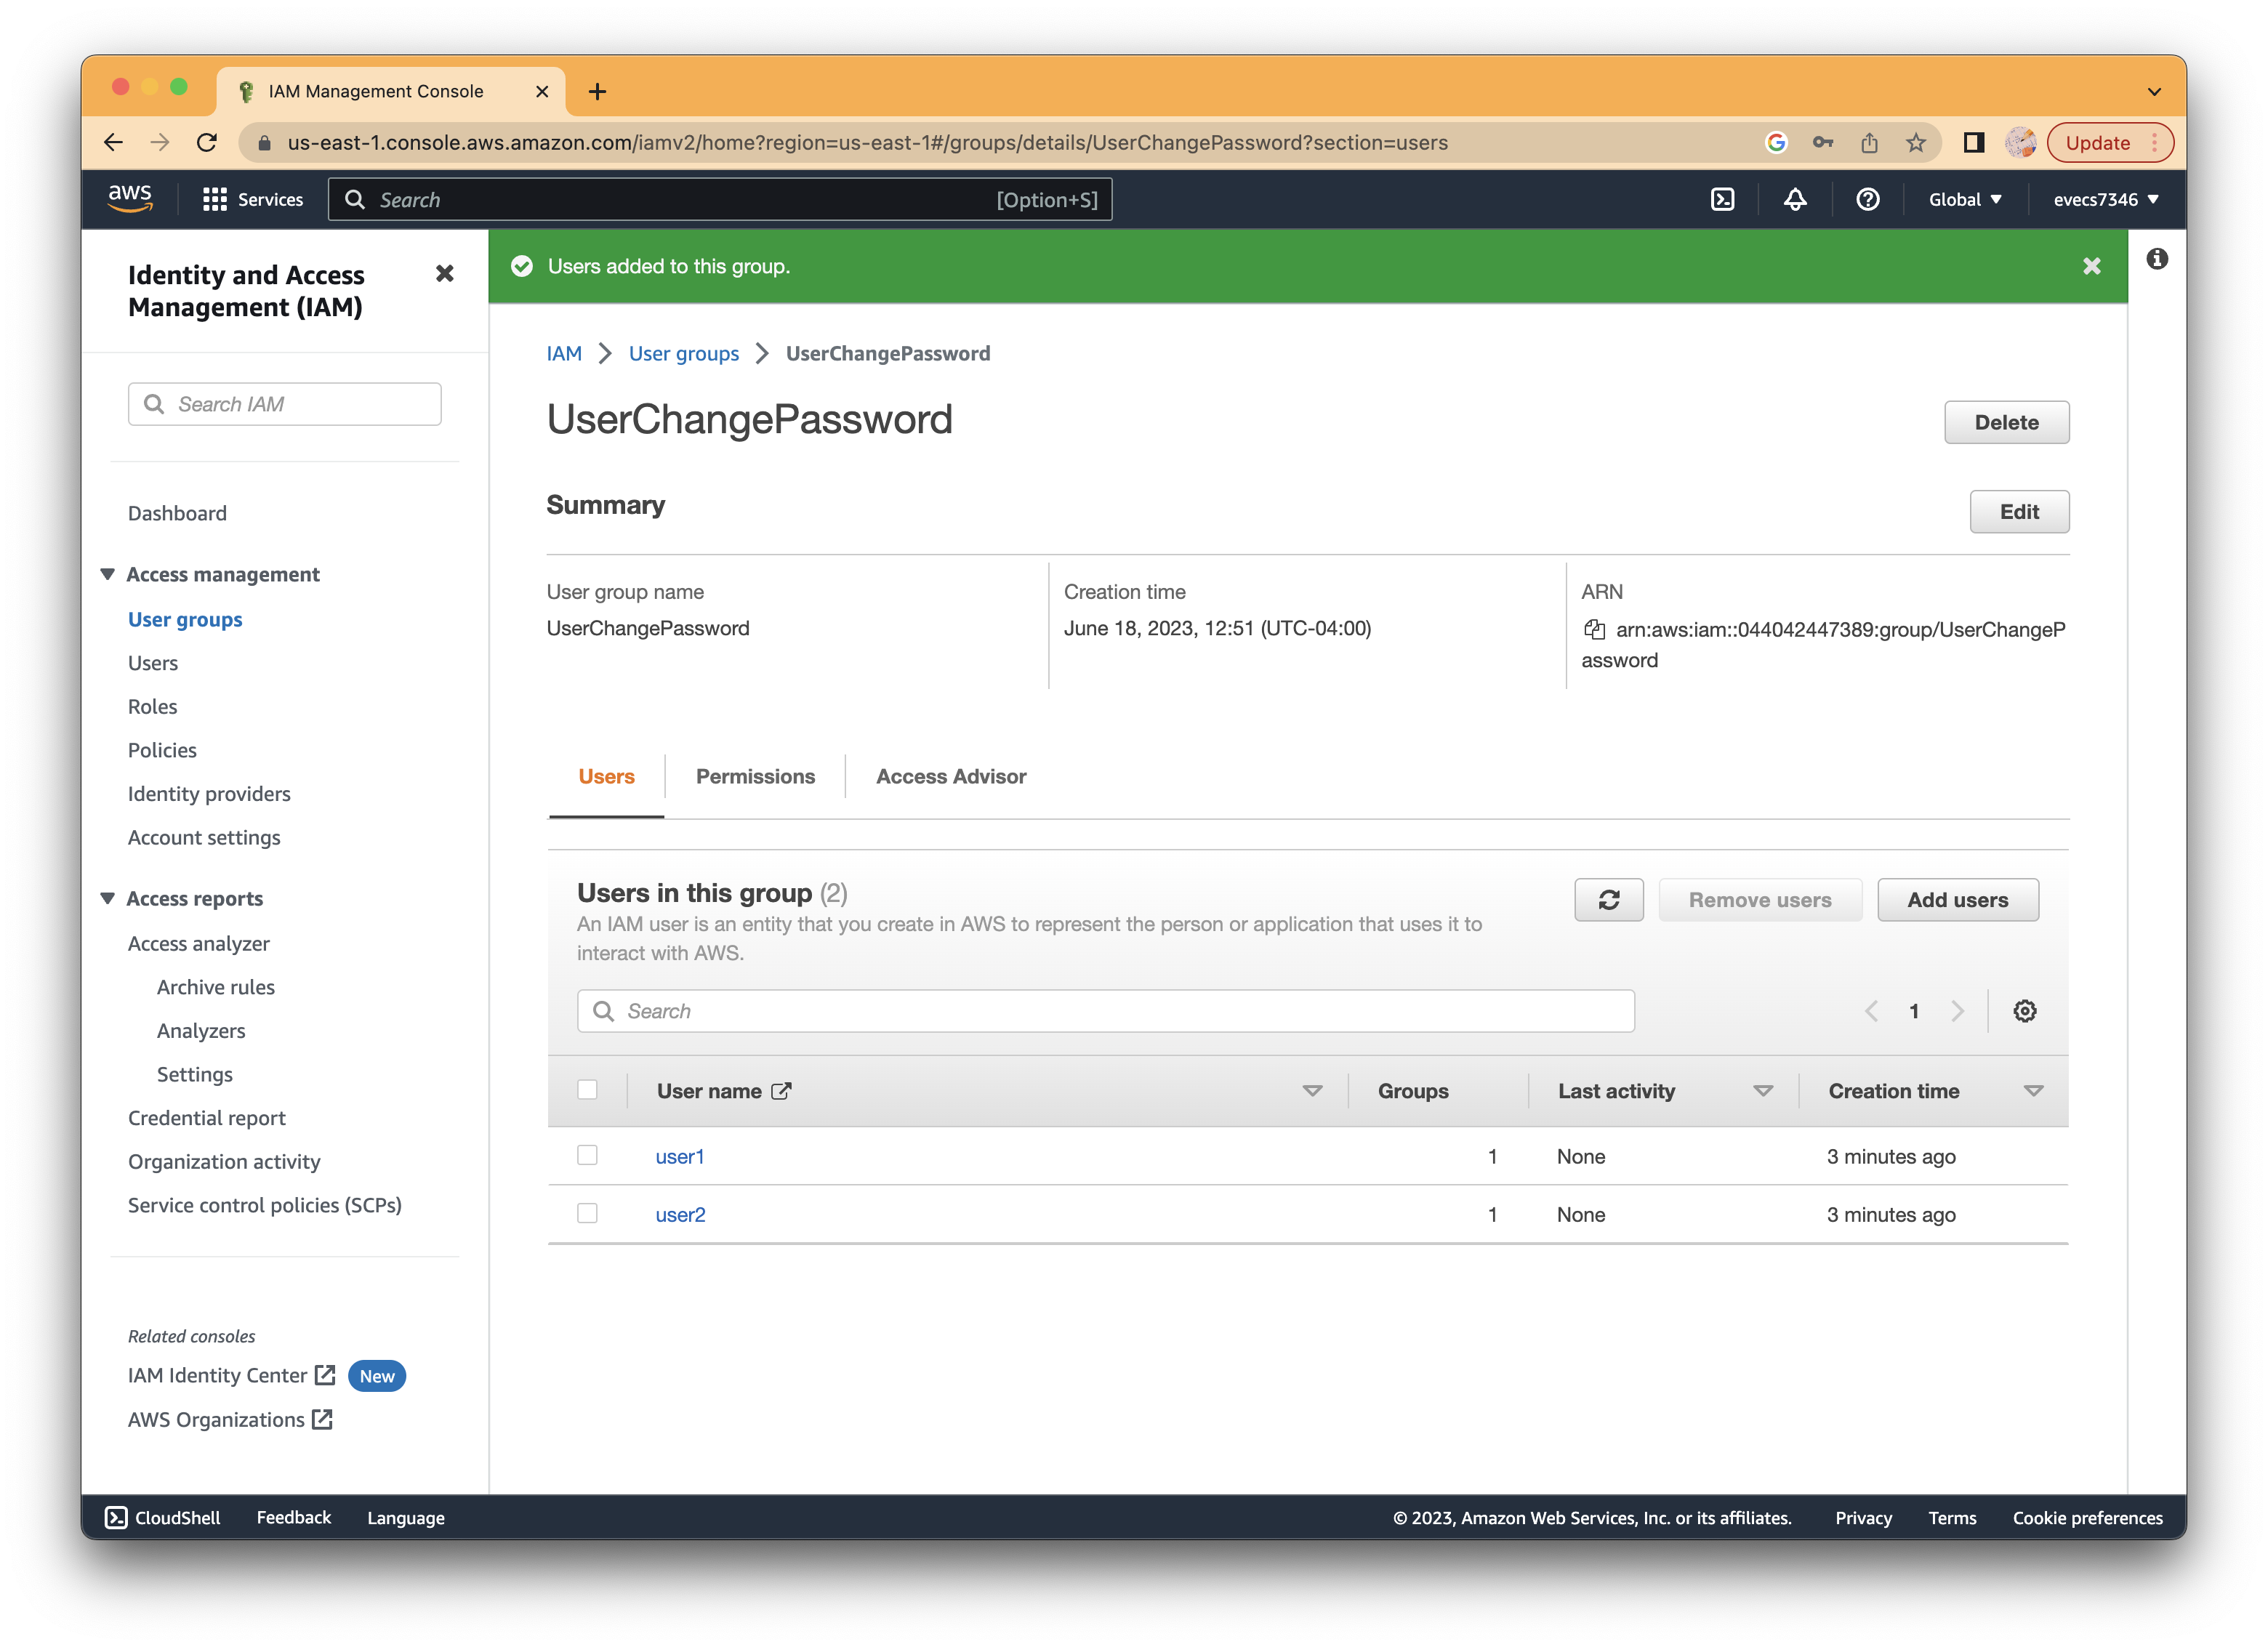 IAM Management Console
us-east-1.console.aws.amazon.com/iamv2/home?region=us-east-1#/groups/details/UserChangePassword?section=users
Update
aws
Services
Search
[Option+S]
Global
evecs7346
Identity and Access
Management (IAM)
Search IAM
Dashboard
Access management
User groups
Users
Roles
Policies
Identity providers
Account settings
Access reports
Access analyzer
Archive rules
Analyzers
Settings
Credential report
Organization activity
Service control policies (SCPs)
Related consoles
IAM Identity Center New
AWS Organizations
Users added to this group.
IAM > User groups > UserChangePassword
UserChangePassword
Delete
Summary
Edit
User group name
UserChangePassword
Creation time
June 18, 2023, 12:51 (UTC-04:00)
ARN
arn:aws:iam::044042447389:group/UserChangeP
assword
Users
Permissions
Access Advisor
Users in this group (2)
An IAM user is an entity that you create in AWS to represent the person or application that uses it to
interact with AWS.
Remove users
Add users
Search
1
User name Groups Last activity Creation time
user1 1 None 3 minutes ago
user2 1 None 3 minutes ago
CloudShell Feedback Language
© 2023, Amazon Web Services, Inc. or its affiliates. Privacy Terms Cookie preferences